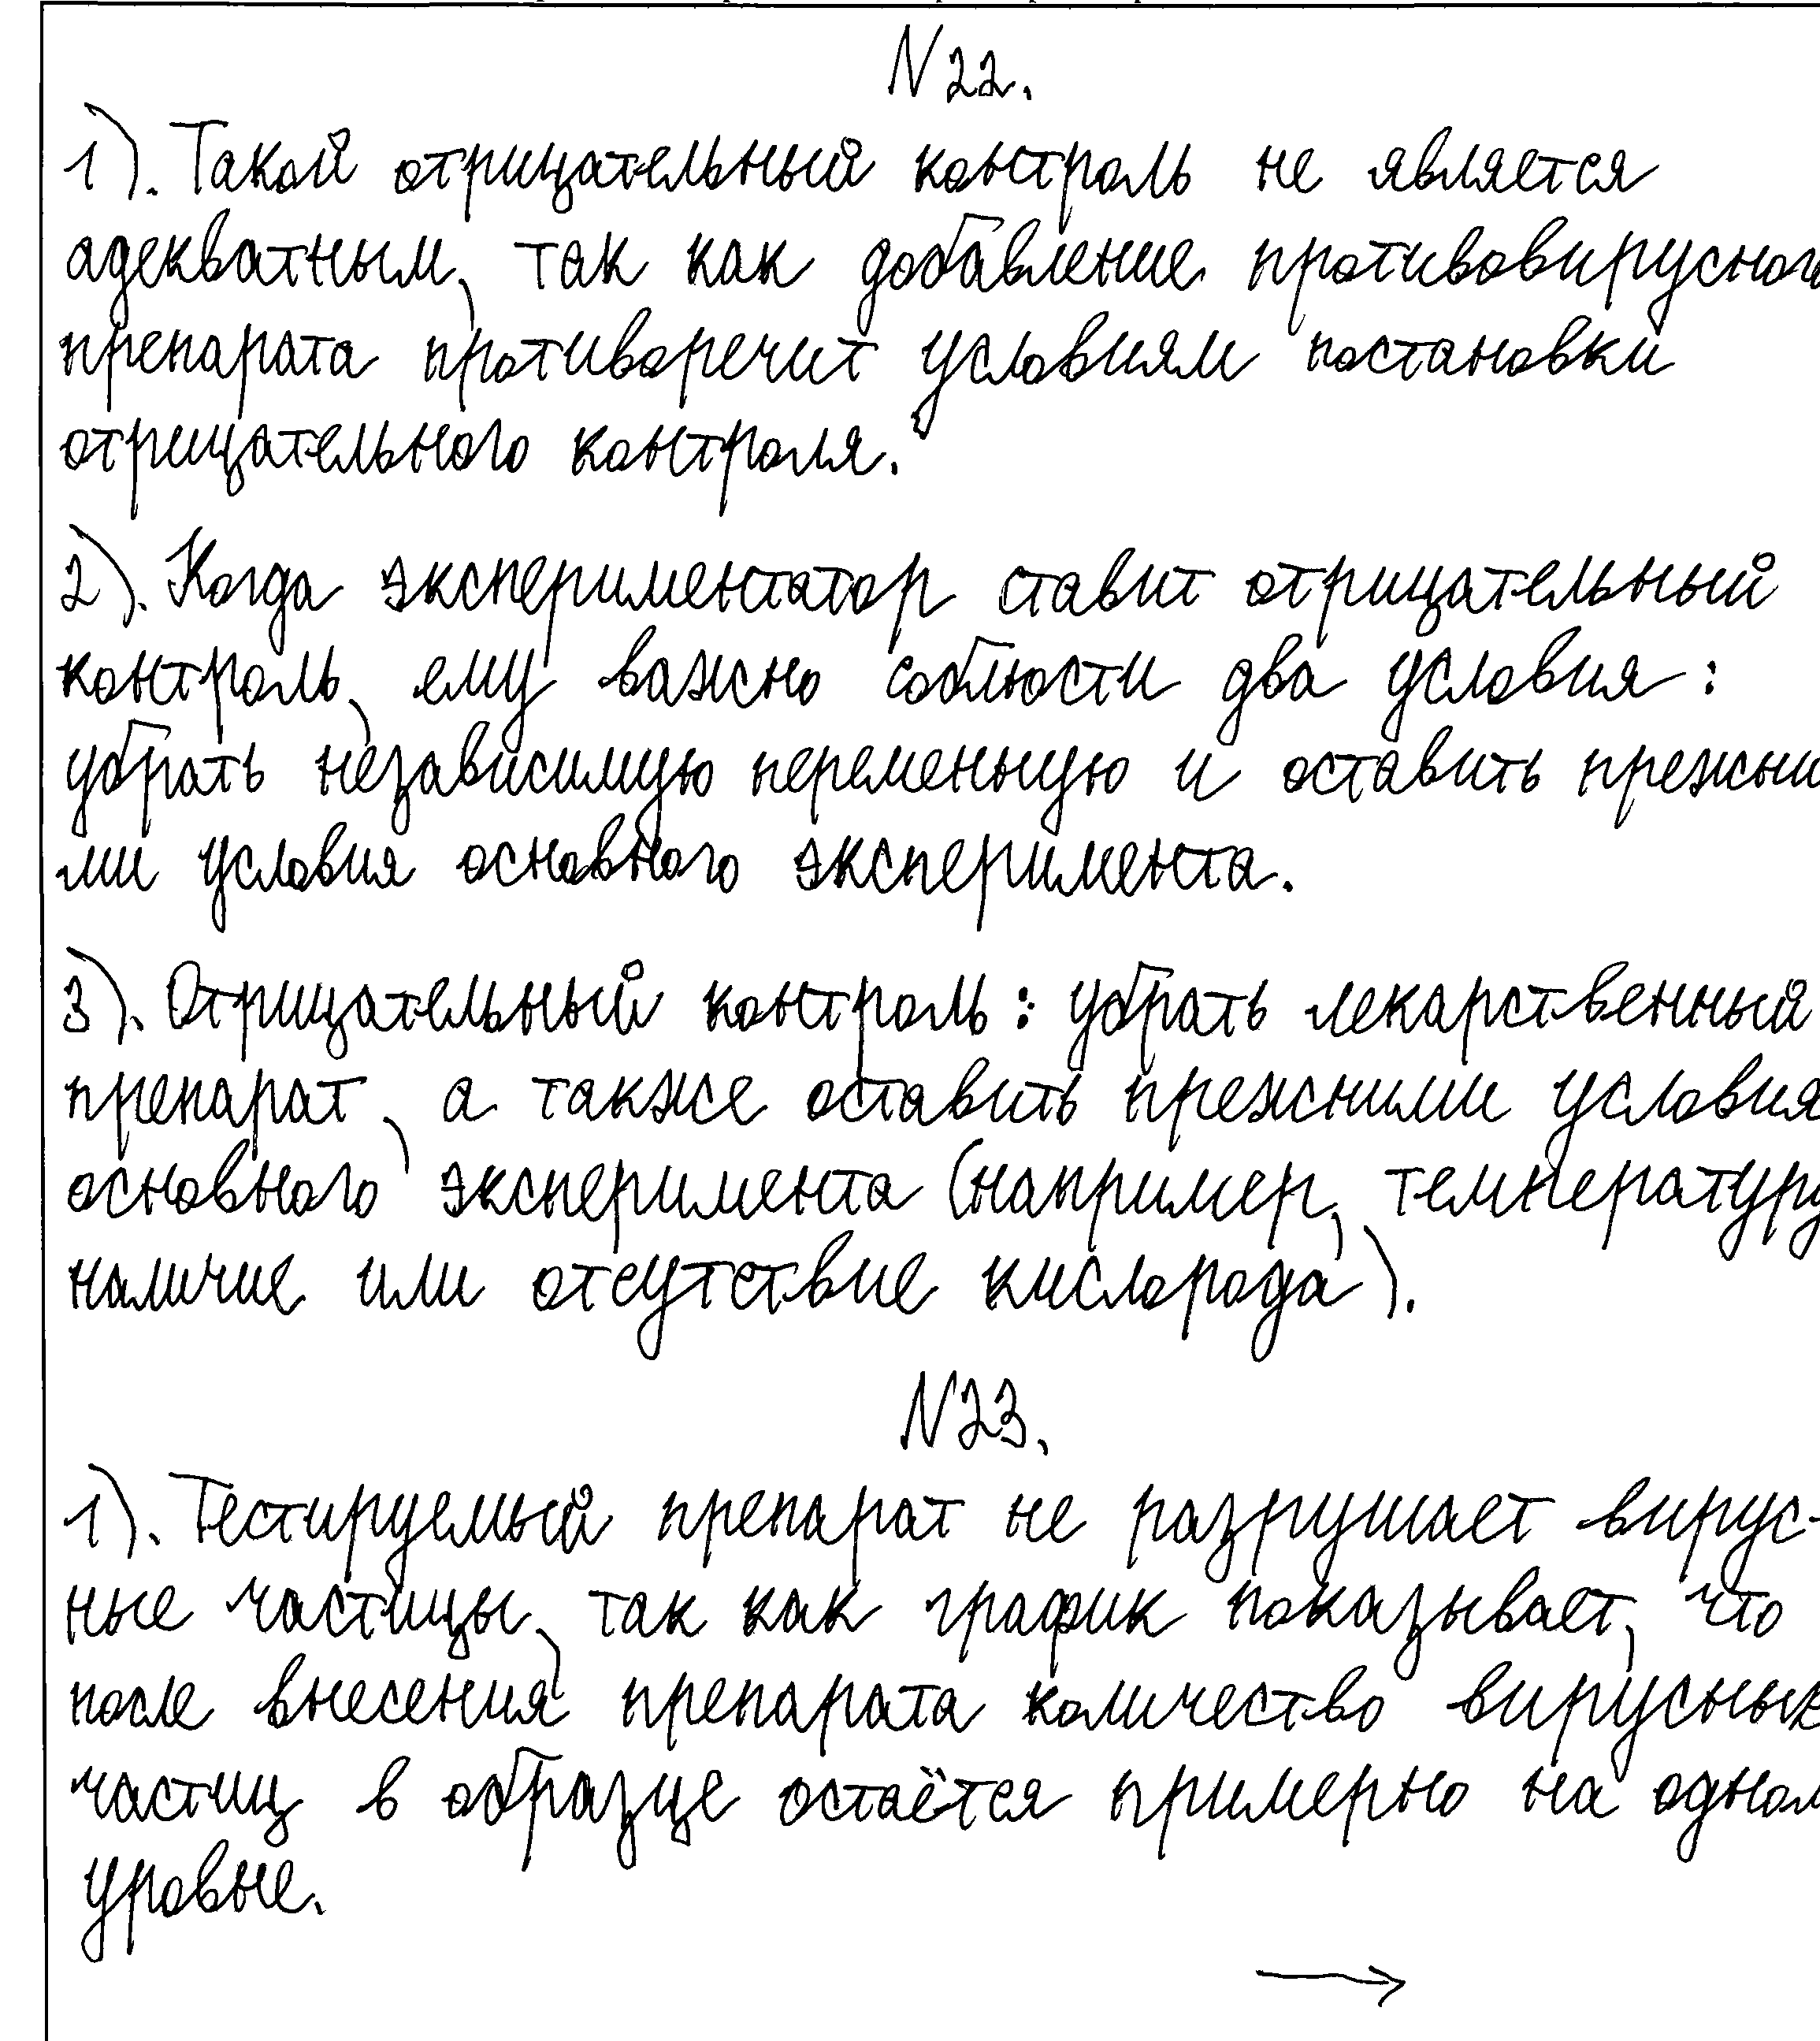 N22.
1). Такой отрицательный контроль не является
адекватным, так как добавление противовирусного
препарата противоречит условиям постановки
отрицательного контроля.
2). Когда экспериментатор ставит отрицательный
контроль, ему важно соблюсти два условия:
убрать независимую переменную и оставить прежни
ми условия основного эксперимента.
3). Отрицательный контроль: убрать лекарственный
препарат, а также оставить прежними условия
основного эксперимента (например, температуру
наличие или отсутствие кислорода).
N23.
1). Тестируемый препарат не разрушает вирус-
ные частицы, так как график показывает, что
после внесения препарата количество вирусных
частиц в образце остаётся примерно на одном
уровне.
→